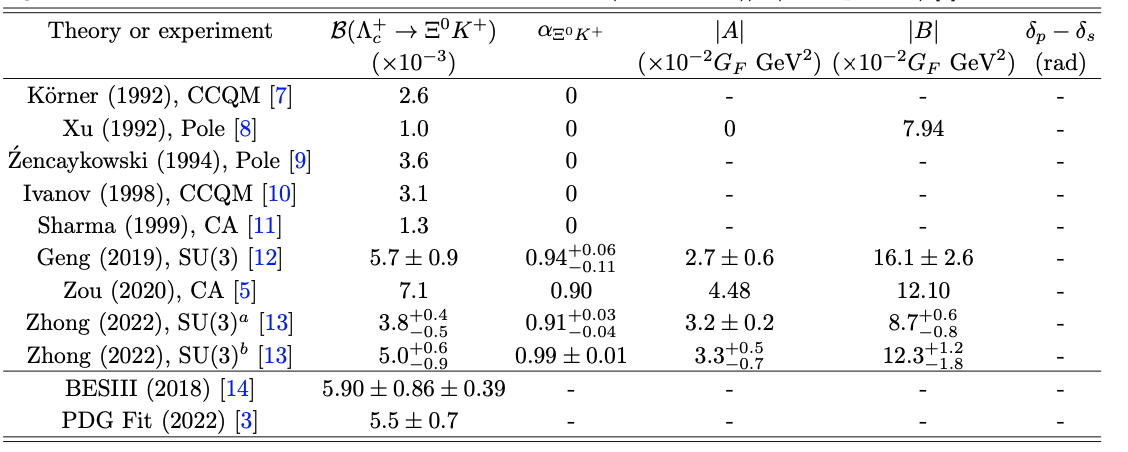 Theory or experiment B(Λc+ → Ξ0K+) αΞ0K+ |A| |B| δp − δs
(×10−3) (×10−2GF GeV2) (×10−2GF GeV2) (rad)
Körner (1992), CCQM [7] 2.6 0 - - -
Xu (1992), Pole [8] 1.0 0 0 7.94 -
Źencaykowski (1994), Pole [9] 3.6 0 - - -
Ivanov (1998), CCQM [10] 3.1 0 - - -
Sharma (1999), CA [11] 1.3 0 - - -
Geng (2019), SU(3) [12] 5.7 ± 0.9 0.94+0.06−0.11 2.7 ± 0.6 16.1 ± 2.6 -
Zou (2020), CA [5] 7.1 0.90 4.48 12.10 -
Zhong (2022), SU(3)a [13] 3.8+0.4−0.5 0.91+0.03−0.04 3.2 ± 0.2 8.7+0.6−0.8 -
Zhong (2022), SU(3)b [13] 5.0+0.6−0.9 0.99 ± 0.01 3.3+0.5−0.7 12.3+1.2−1.8 -
BESIII (2018) [14] 5.90 ± 0.86 ± 0.39 - - - -
PDG Fit (2022) [3] 5.5 ± 0.7 - - - -